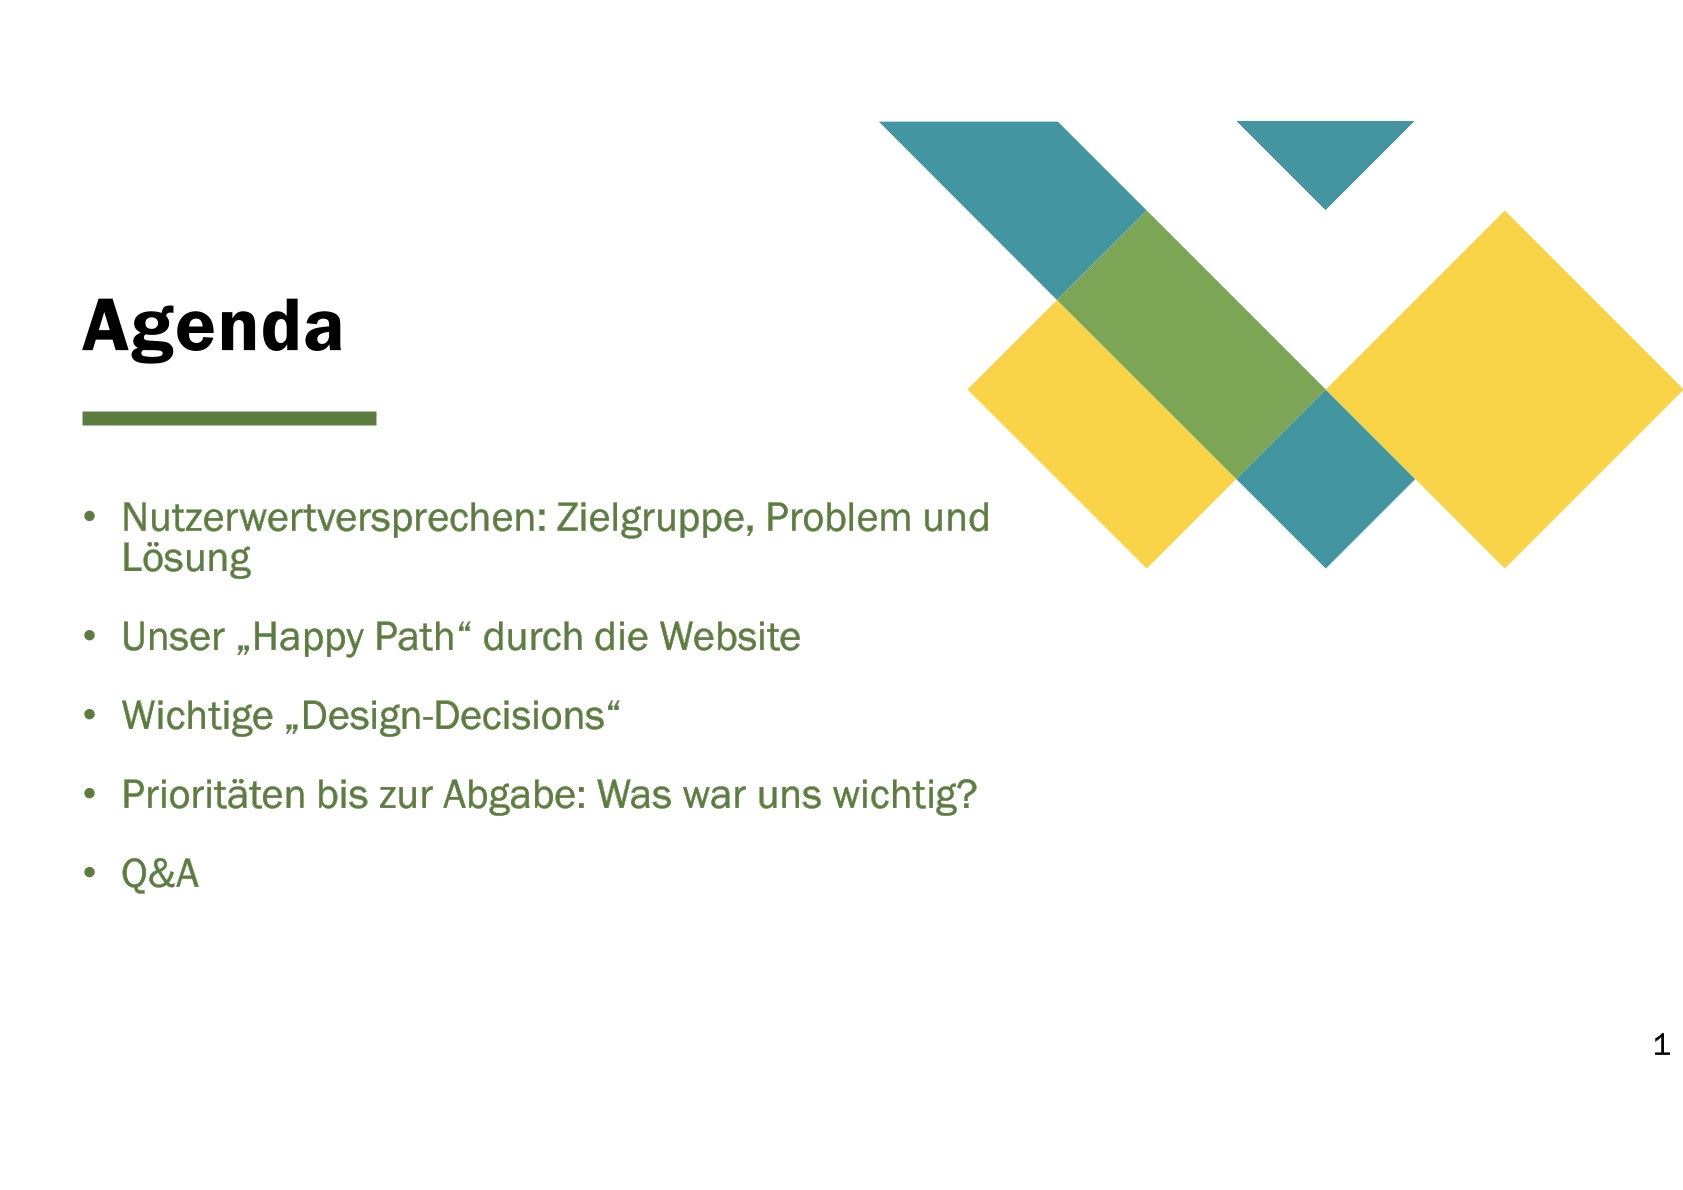 Agenda
• Nutzerwertversprechen: Zielgruppe, Problem und
Lösung
• Unser „Happy Path“ durch die Website
• Wichtige „Design-Decisions“
• Prioritäten bis zur Abgabe: Was war uns wichtig?
• Q&A
1